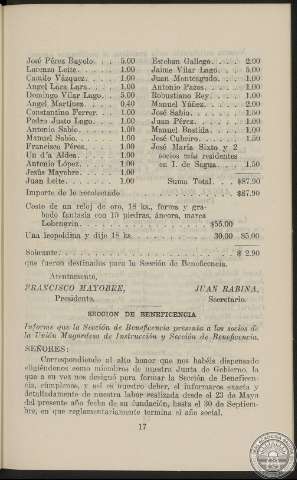 José Pérez Bayolo . . . 5.00
Lorenzo Leite . . . . . 1.00
Camilo Vázquez . . . . . 1.00
Angel Lara Lara . . . . 1.00
Domingo Vilar Lago . . . 5.00
Angel Martínez . . . . . 0.40
Constantino Ferrer . . . 1.00
Pedro Justo Lago . . . . 1.00
Antonio Sabio . . . . . 1.00
Manuel Sabio . . . . . . 1.00
Francisco Pérez . . . . 1.00
Un d'a Aldea . . . . . . 1.00
Antonio López . . . . . 1.00
Jesús Mayobre . . . . . 1.00
Juan Leite . . . . . . . 1.00
Esteban Gallego . . . . 2.00
Jaime Vilar Lago . . . . 5.00
Juan Monteagudo . . . . 1.00
Antonio Pazos . . . . . 1.00
Robustiano Rey . . . . . 1.00
Manuel Yáñez . . . . . . 2.00
José Sabio . . . . . . . 1.00
Juan Pérez . . . . . . . 1.00
Manuel Bastida . . . . . 1.00
José Cubeiro . . . . . . 1.50
José María Sixto y 2
socios más residentes
en I. de Sagua . . . . 1.50
Suma Total . . $87.90
Importe de lo recolectado . . . . $87.90
Costo de un reloj de oro, 18 ks., forros y gra-
bado fantasía con 15 piedras, áncora, marca
Lohengrin . . . . . . $55.00
Una leopoldina y dije 18 ks. . . . 30.00 85.00
Sobrante . . . . . . $ 2.90
que fueron destinados para la Sección de Beneficencia.
Atentamente,
FRANCISCO MAYOBRE, JUAN RABINA,
Presidente. Secretario.
SECCION DE BENEFICENCIA
Informe que la Sección de Beneficencia presenta a los socios de
la Unión Mugardesa de Instrucción y Sección de Beneficencia.
SEÑORES:
Correspondiendo al alto honor que nos habéis dispensado
eligiéndonos como miembros de nuestra Junta de Gobierno, la
que a su vez nos designó para formar la Sección de Beneficen-
cia, cúmplenos, y así es nuestro deber, el informaros exacta y
detalladamente de nuestra labor realizada desde el 23 de Mayo
del presente año fecha de su fundación, hasta el 30 de Septiem-
bre, en que reglamentariamente termina el año social.
17